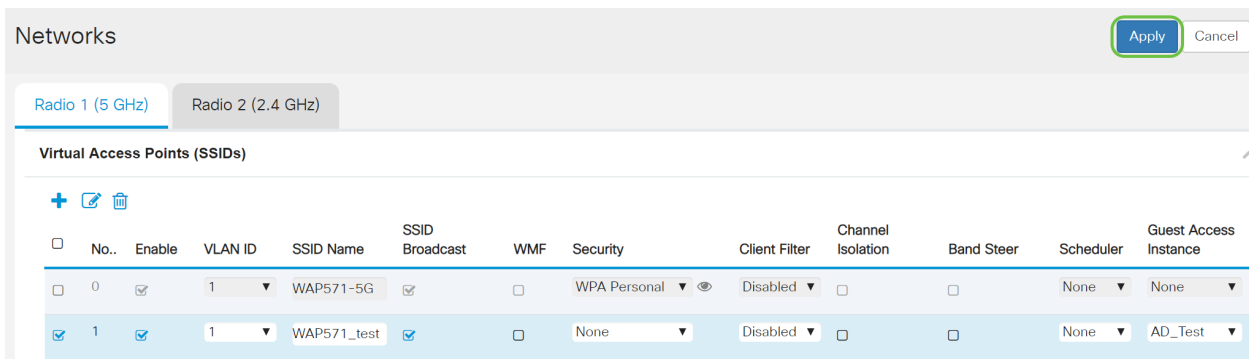 Networks
Apply Cancel
Radio 1 (5 GHz) Radio 2 (2.4 GHz)
Virtual Access Points (SSIDs)
No.. Enable VLAN ID SSID Name SSID Broadcast WMF Security Client Filter Channel Isolation Band Steer Scheduler Guest Access Instance
0 1 WAP571-5G WPA Personal Disabled None None
1 1 WAP571_test None Disabled None AD_Test